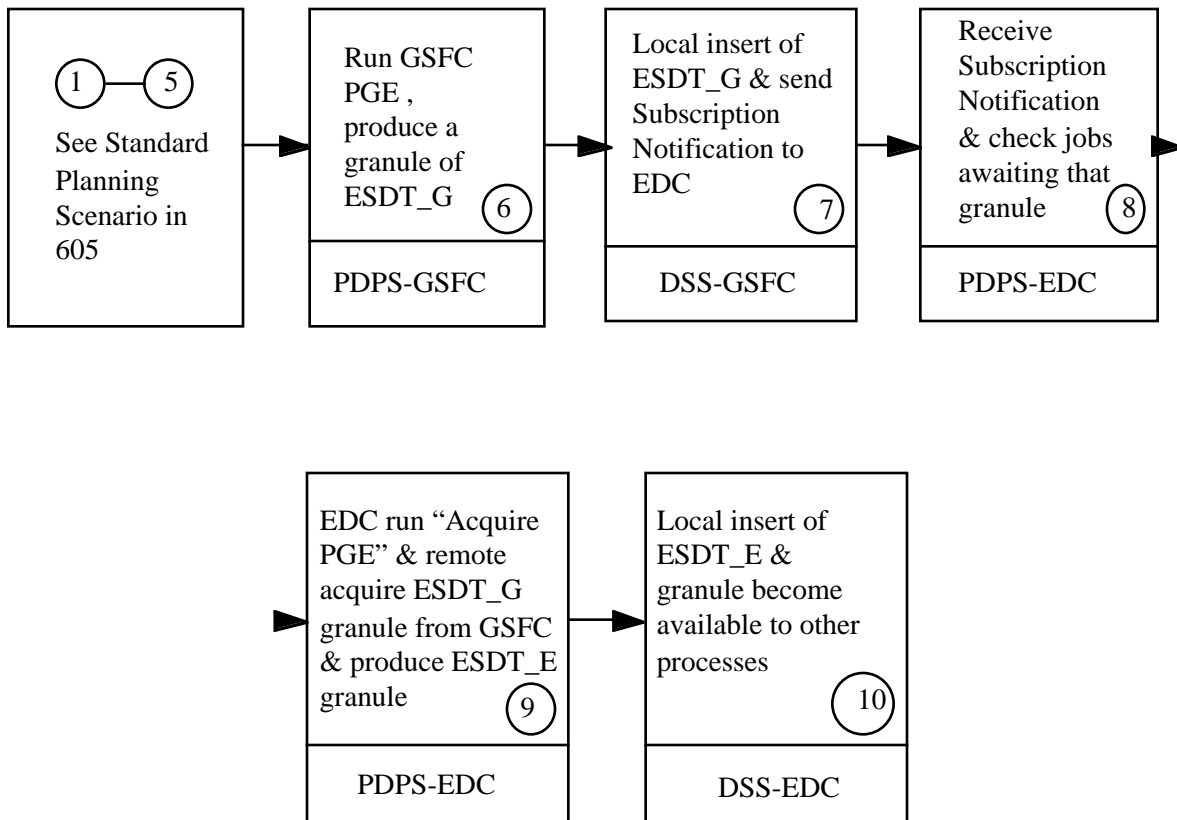 1 5
See Standard
Planning
Scenario in
605
Run GSFC
PGE ,
produce a
granule of
ESDT_G
6
PDPS-GSFC
Local insert of
ESDT_G & send
Subscription
Notification to
EDC
7
DSS-GSFC
Receive
Subscription
Notification
& check jobs
awaiting that
granule
8
PDPS-EDC
EDC run “Acquire
PGE” & remote
acquire ESDT_G
granule from GSFC
& produce ESDT_E
granule
9
PDPS-EDC
Local insert of
ESDT_E &
granule become
available to other
processes
10
DSS-EDC